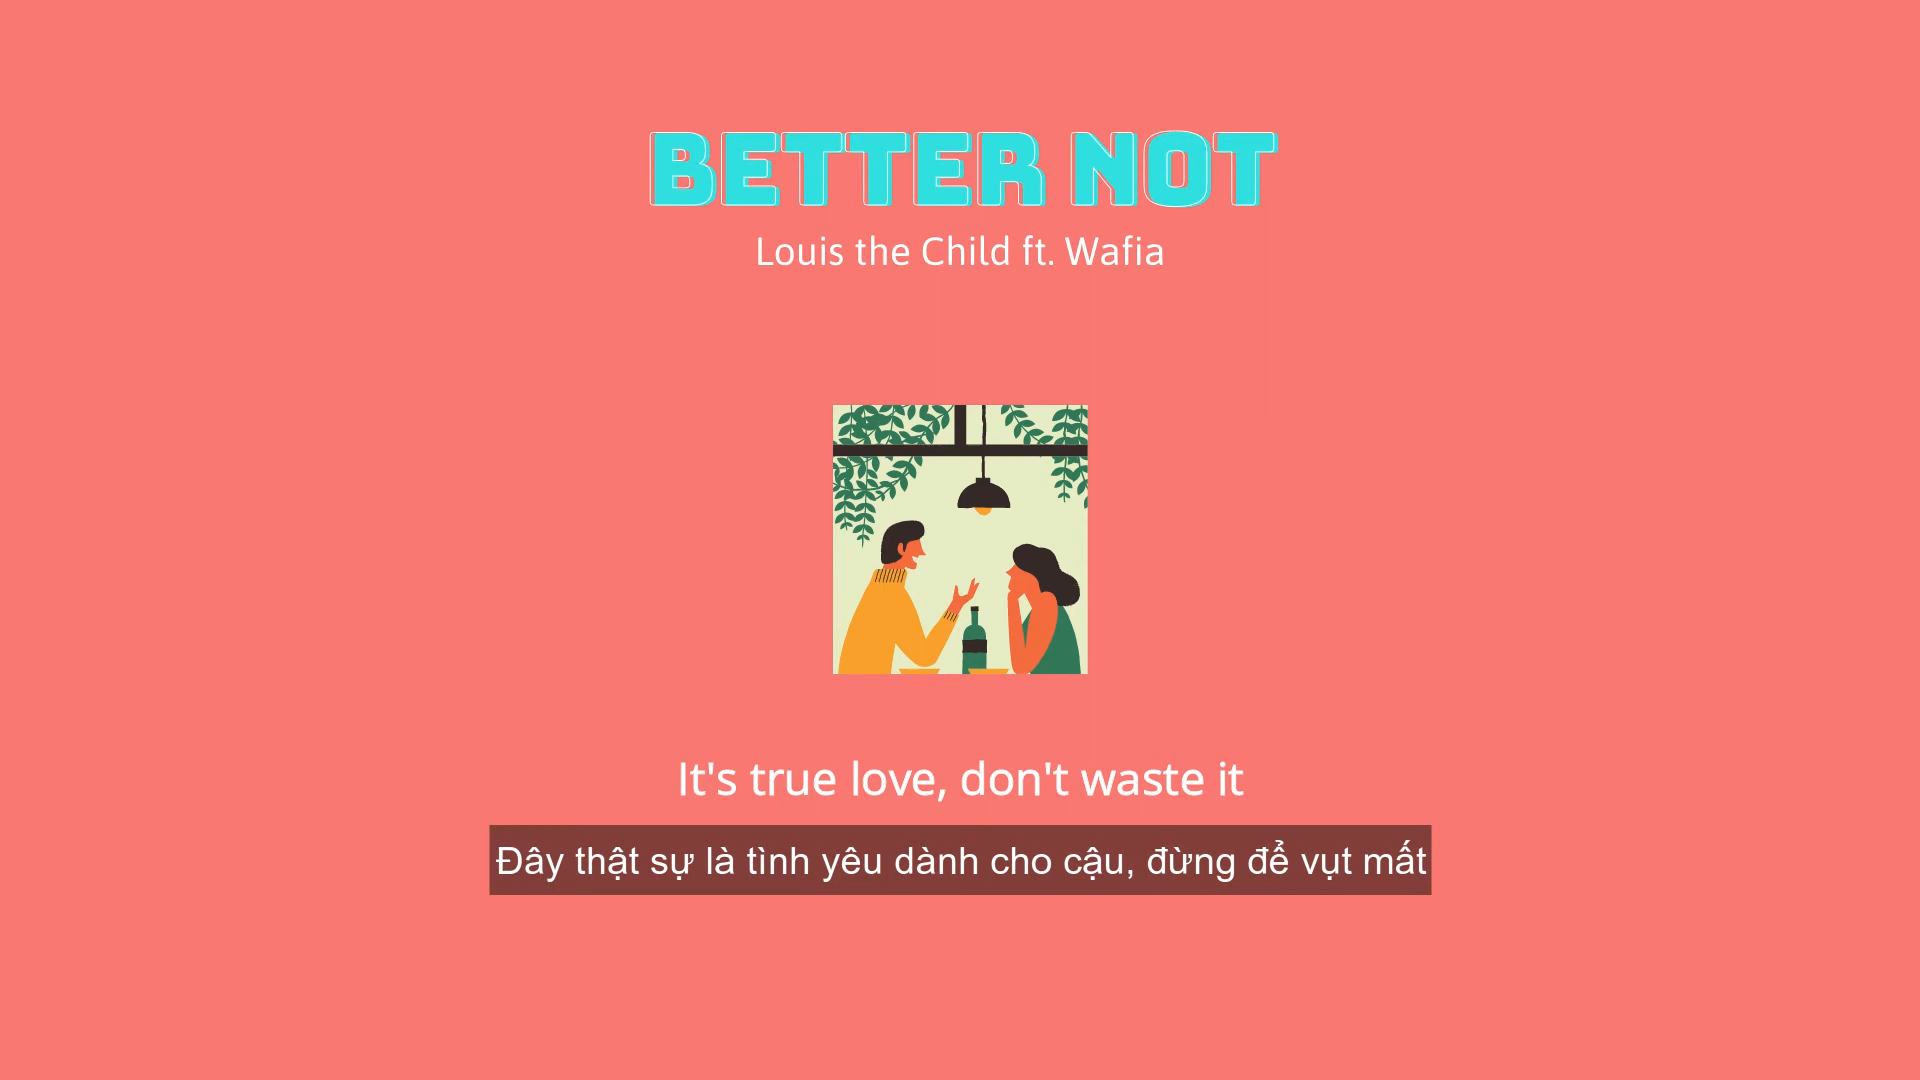 BETTER NOT
Louis the Child ft. Wafia
It's true love, don't waste it
Đây thật sự là tình yêu dành cho cậu, đừng để vụt mất